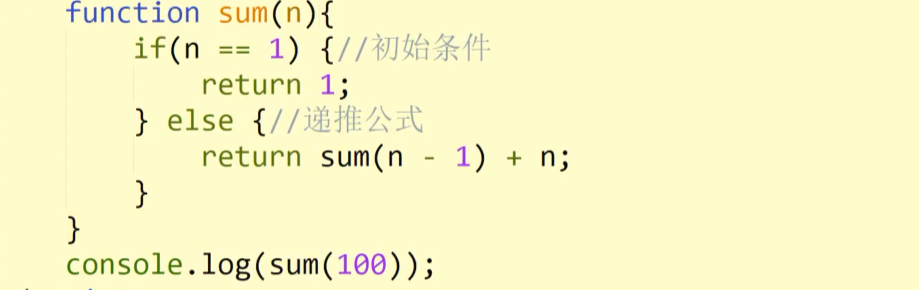 function sum(n){
    if(n == 1) {//初始条件
        return 1;
    } else {//递推公式
        return sum(n - 1) + n;
    }
}
console.log(sum(100));